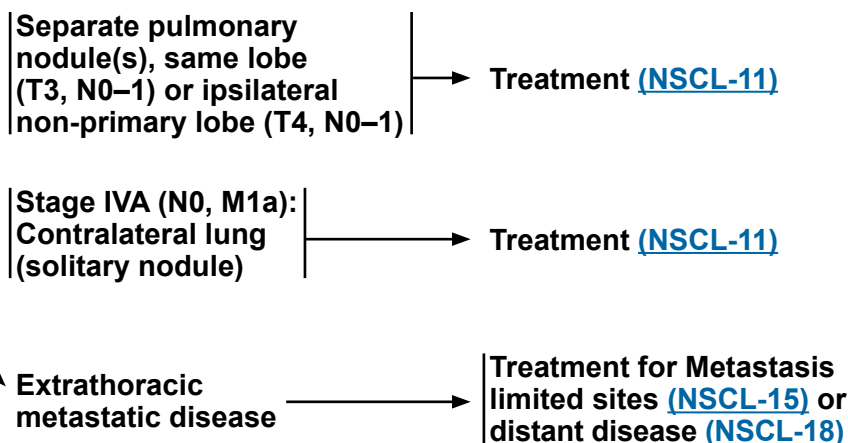 Separate pulmonary
nodule(s), same lobe
(T3, N0–1) or ipsilateral
non-primary lobe (T4, N0–1)
Treatment (NSCL-11)
Stage IVA (N0, M1a):
Contralateral lung
(solitary nodule)
Treatment (NSCL-11)
Extrathoracic
metastatic disease
Treatment for Metastasis
limited sites (NSCL-15) or
distant disease (NSCL-18)